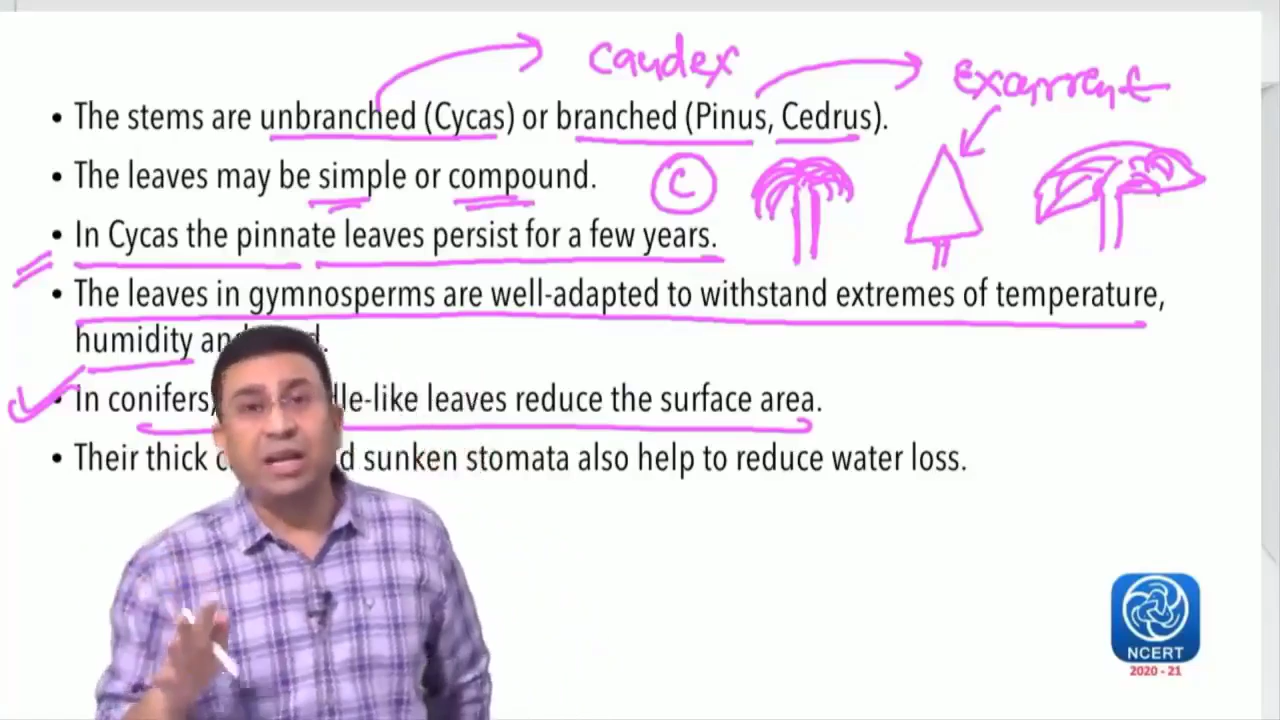 caudex
excurrent
• The stems are unbranched (Cycas) or branched (Pinus, Cedrus).
• The leaves may be simple or compound.
C
• In Cycas the pinnate leaves persist for a few years.
• The leaves in gymnosperms are well-adapted to withstand extremes of temperature,
humidity
• In conifers, le-like leaves reduce the surface area.
• Their thick sunken stomata also help to reduce water loss.
NCERT
2020 - 21